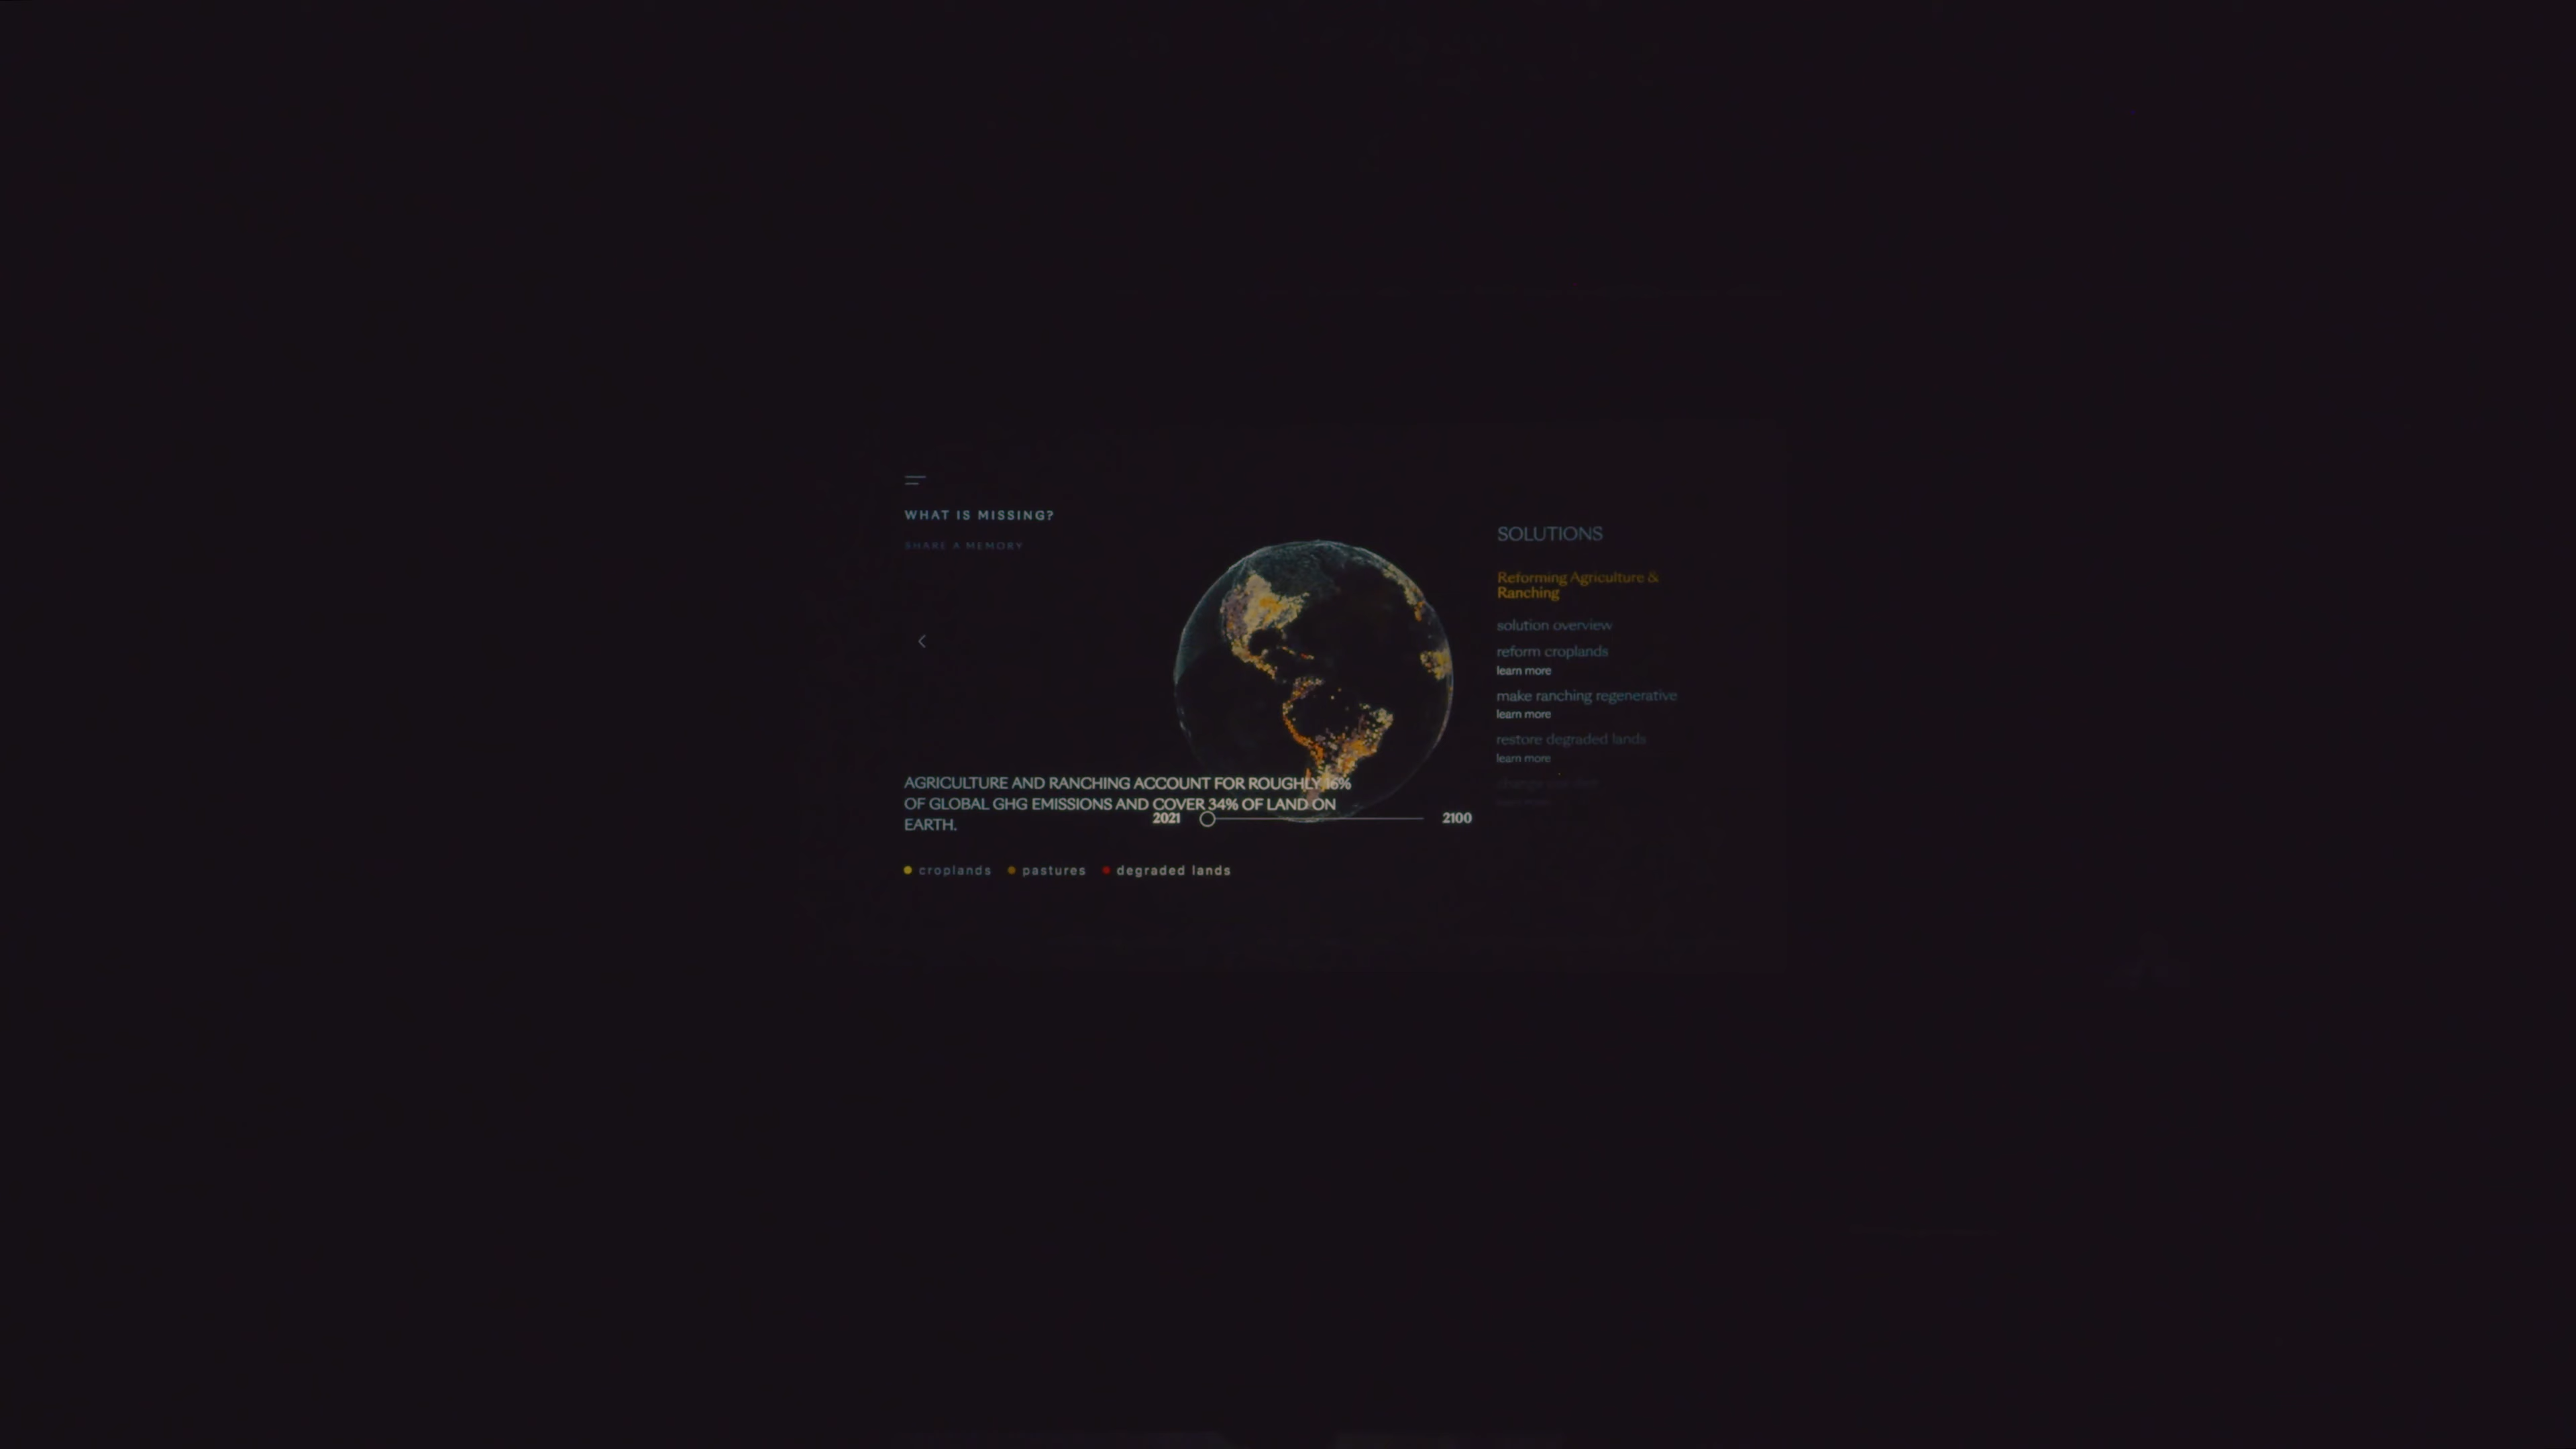 WHAT IS MISSING?
SHARE A MEMORY
SOLUTIONS
Reforming Agriculture &
Ranching
solution overview
reform croplands
learn more
make ranching regenerative
learn more
restore degraded lands
learn more
AGRICULTURE AND RANCHING ACCOUNT FOR ROUGHLY 16%
OF GLOBAL GHG EMISSIONS AND COVER 34% OF LAND ON
EARTH.
2021
2100
croplands
pastures
degraded lands